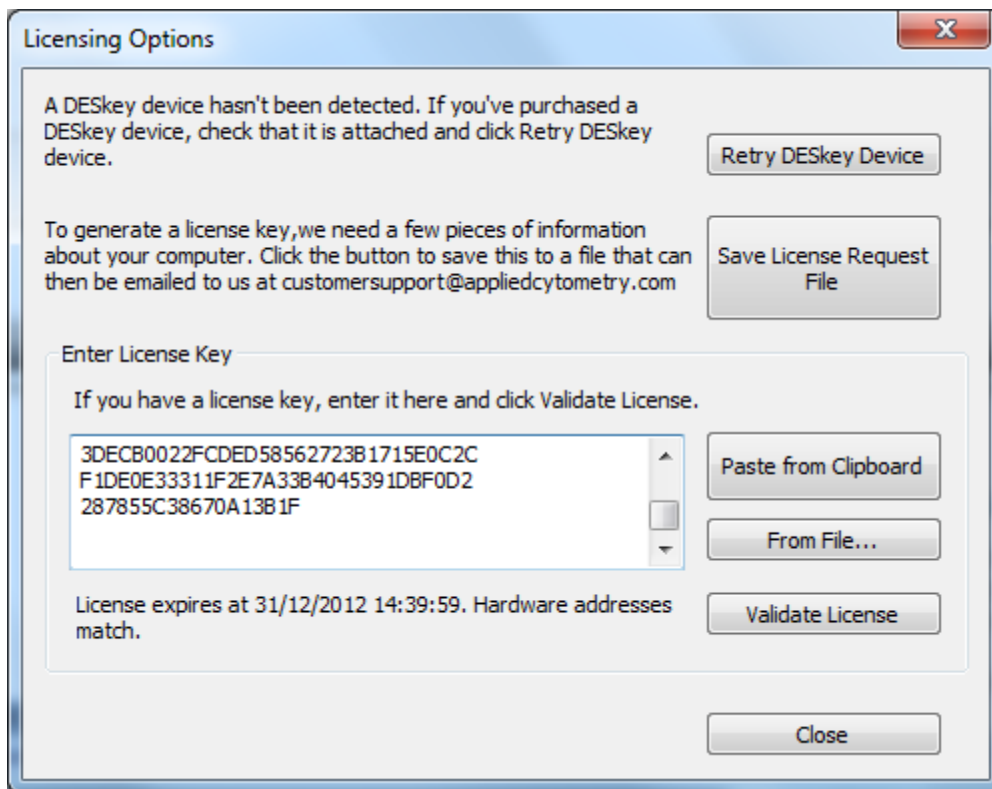 Licensing Options
X
A DESkey device hasn't been detected. If you've purchased a
DESkey device, check that it is attached and click Retry DESkey
device.
Retry DESkey Device
To generate a license key,we need a few pieces of information
about your computer. Click the button to save this to a file that can
then be emailed to us at customersupport@appliedcytometry.com
Save License Request
File
Enter License Key
If you have a license key, enter it here and click Validate License.
3DECB0022FCDED58562723B1715E0C2C
F1DE0E33311F2E7A33B4045391DBF0D2
287855C38670A13B1F
Paste from Clipboard
From File...
License expires at 31/12/2012 14:39:59. Hardware addresses
match.
Validate License
Close